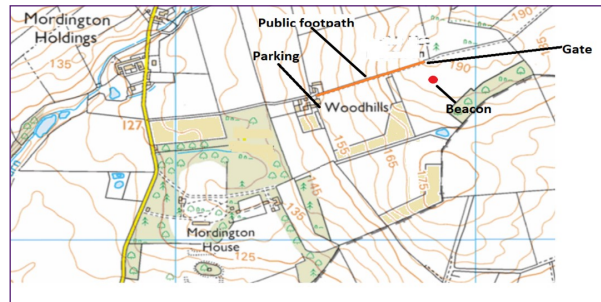 Mordington
Holdings
135
Public footpath
Parking
190
185
Gate
190
Beacon
Woodhills
127
155
165
175
145
135
Mordington
House
125